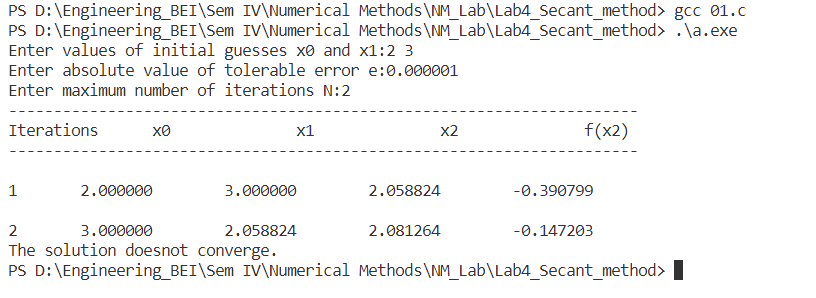 PS D:\Engineering_BEI\Sem IV\Numerical Methods\NM_Lab\Lab4_Secant_method> gcc 01.c
PS D:\Engineering_BEI\Sem IV\Numerical Methods\NM_Lab\Lab4_Secant_method> .\a.exe
Enter values of initial guesses x0 and x1:2 3
Enter absolute value of tolerable error e:0.000001
Enter maximum number of iterations N:2
----------------------------------------------------------------------
Iterations x0 x1 x2 f(x2)
----------------------------------------------------------------------
1 2.000000 3.000000 2.058824 -0.390799
2 3.000000 2.058824 2.081264 -0.147203
The solution doesnot converge.
PS D:\Engineering_BEI\Sem IV\Numerical Methods\NM_Lab\Lab4_Secant_method>